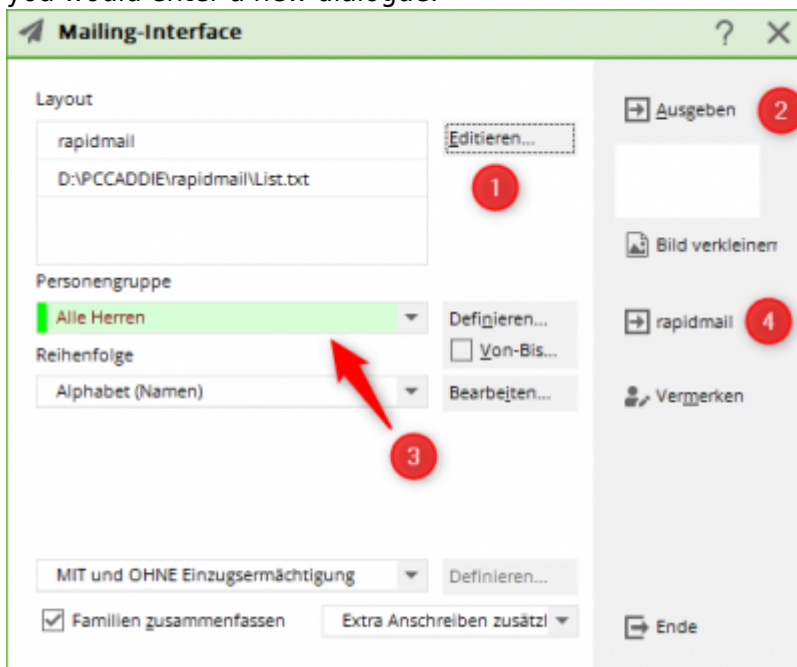 you would enter a new dialogue:
Mailing-Interface
?
Layout
rapidmail
D:\PCCADDIE\rapidmail\List.txt
Editieren...
1
Ausgeben
2
Bild verkleinern
Personengruppe
Alle Herren
Definieren...
Von-Bis...
rapidmail
4
Reihenfolge
Alphabet (Namen)
Bearbeiten...
Vermerken
3
MIT und OHNE Einzugsermächtigung
Definieren...
Familien zusammenfassen
Extra Anschreiben zusätzl
Ende